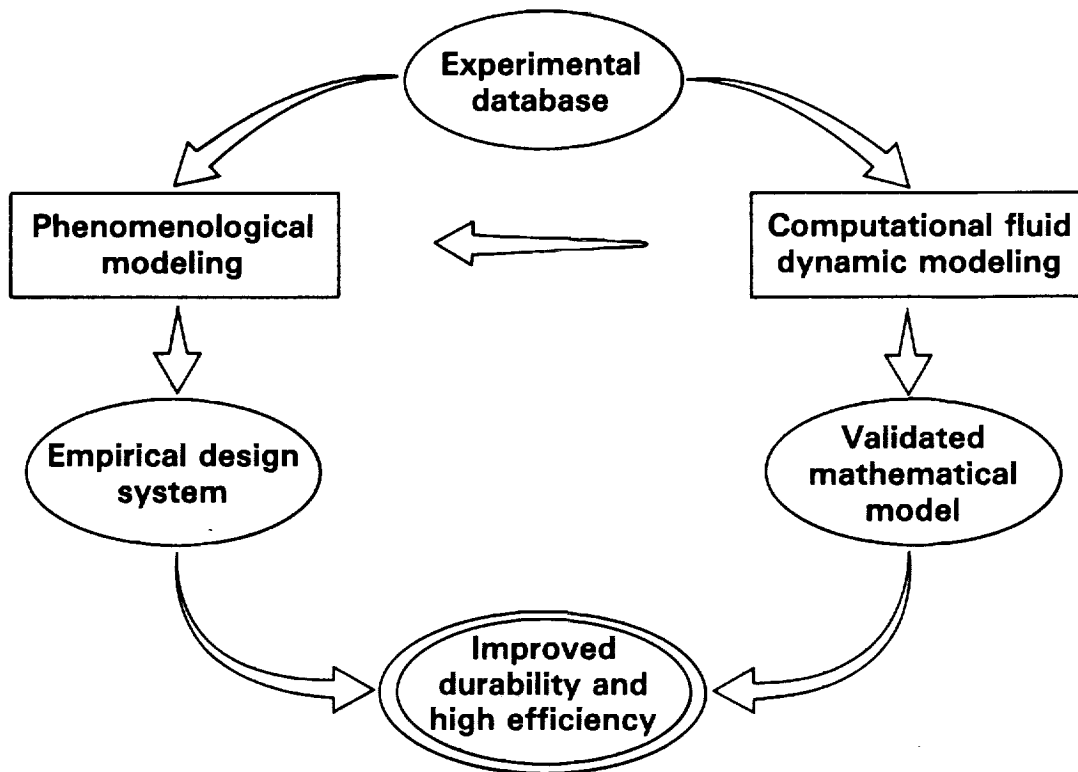 Experimental
database
Phenomenological
modeling
Computational fluid
dynamic modeling
Empirical design
system
Validated
mathematical
model
Improved
durability and
high efficiency